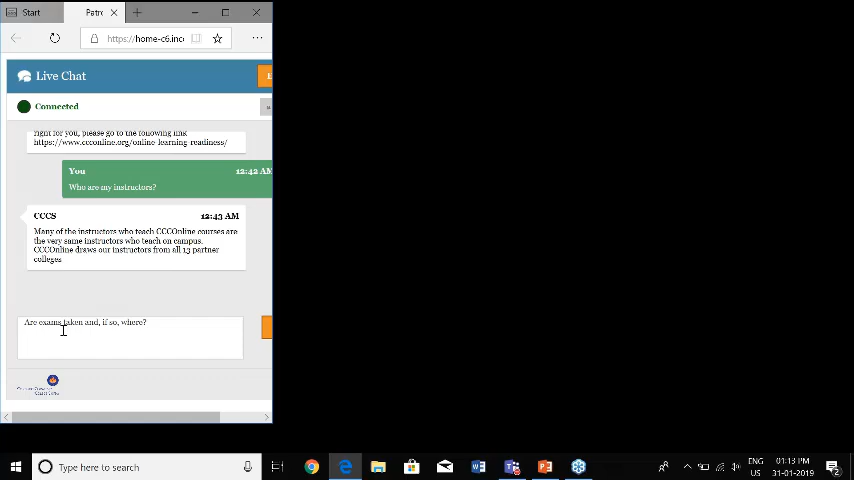 Start
Patro
https://home-c6.inc
Live Chat
Connected
right for you, please go to the following link
https://www.ccconline.org/online-learning-readiness/
You 12:42 AM
Who are my instructors?
CCCS 12:43 AM
Many of the instructors who teach CCCOnline courses are
the very same instructors who teach on campus.
CCCOnline draws our instructors from all 13 partner
colleges
Are exams taken and, if so, where?
Type here to search
ENG 01:13 PM
US 31-01-2019
2